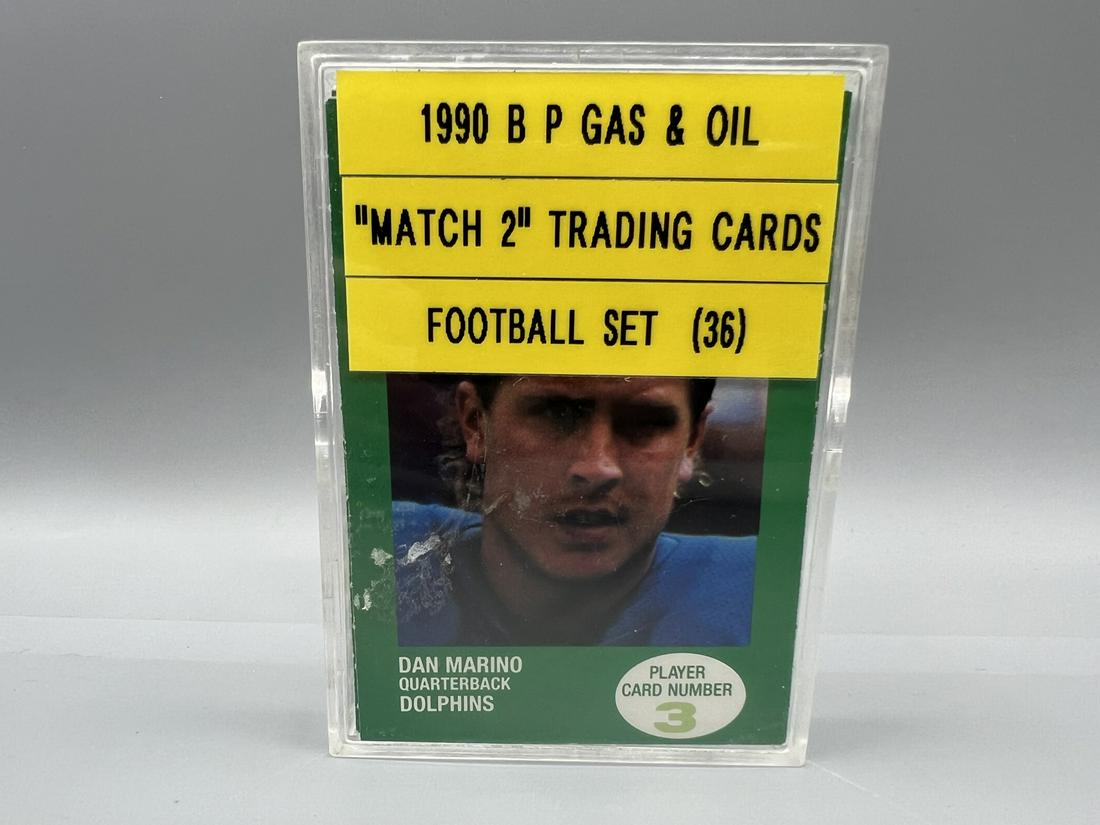 1990 B P GAS & OIL
"MATCH 2" TRADING CARDS
FOOTBALL SET (36)
DAN MARINO
QUARTERBACK
DOLPHINS
PLAYER
CARD NUMBER
3